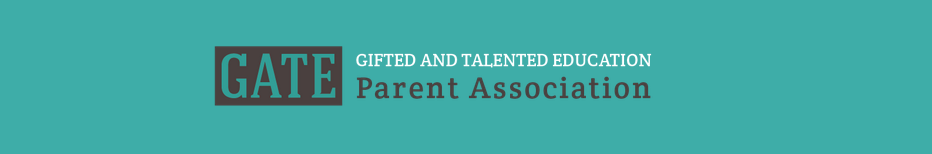 GATE
GIFTED AND TALENTED EDUCATION
Parent Association